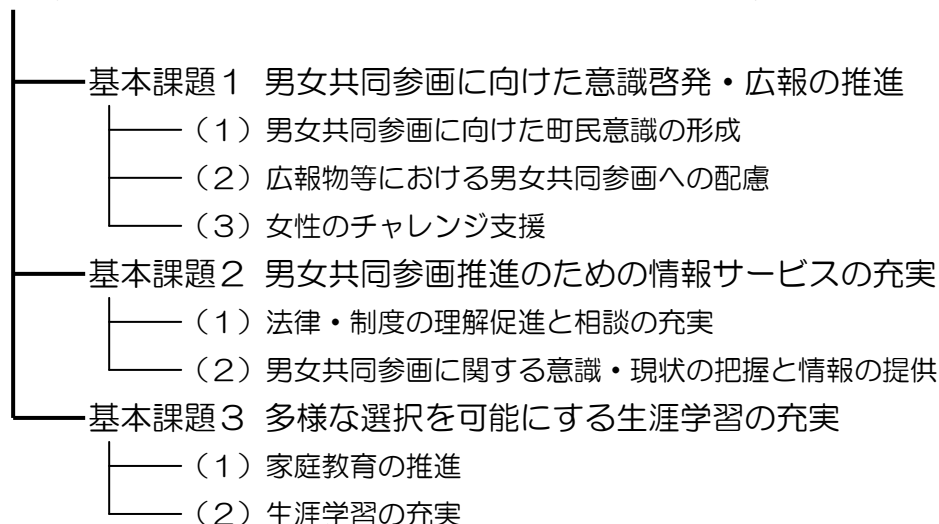 基本課題1 男女共同参画に向けた意識啓発・広報の推進
(1)男女共同参画に向けた町民意識の形成
(2)広報物等における男女共同参画への配慮
(3)女性のチャレンジ支援
基本課題2 男女共同参画推進のための情報サービスの充実
(1)法律・制度の理解促進と相談の充実
(2)男女共同参画に関する意識・現状の把握と情報の提供
基本課題3 多様な選択を可能にする生涯学習の充実
(1)家庭教育の推進
(2)生涯学習の充実